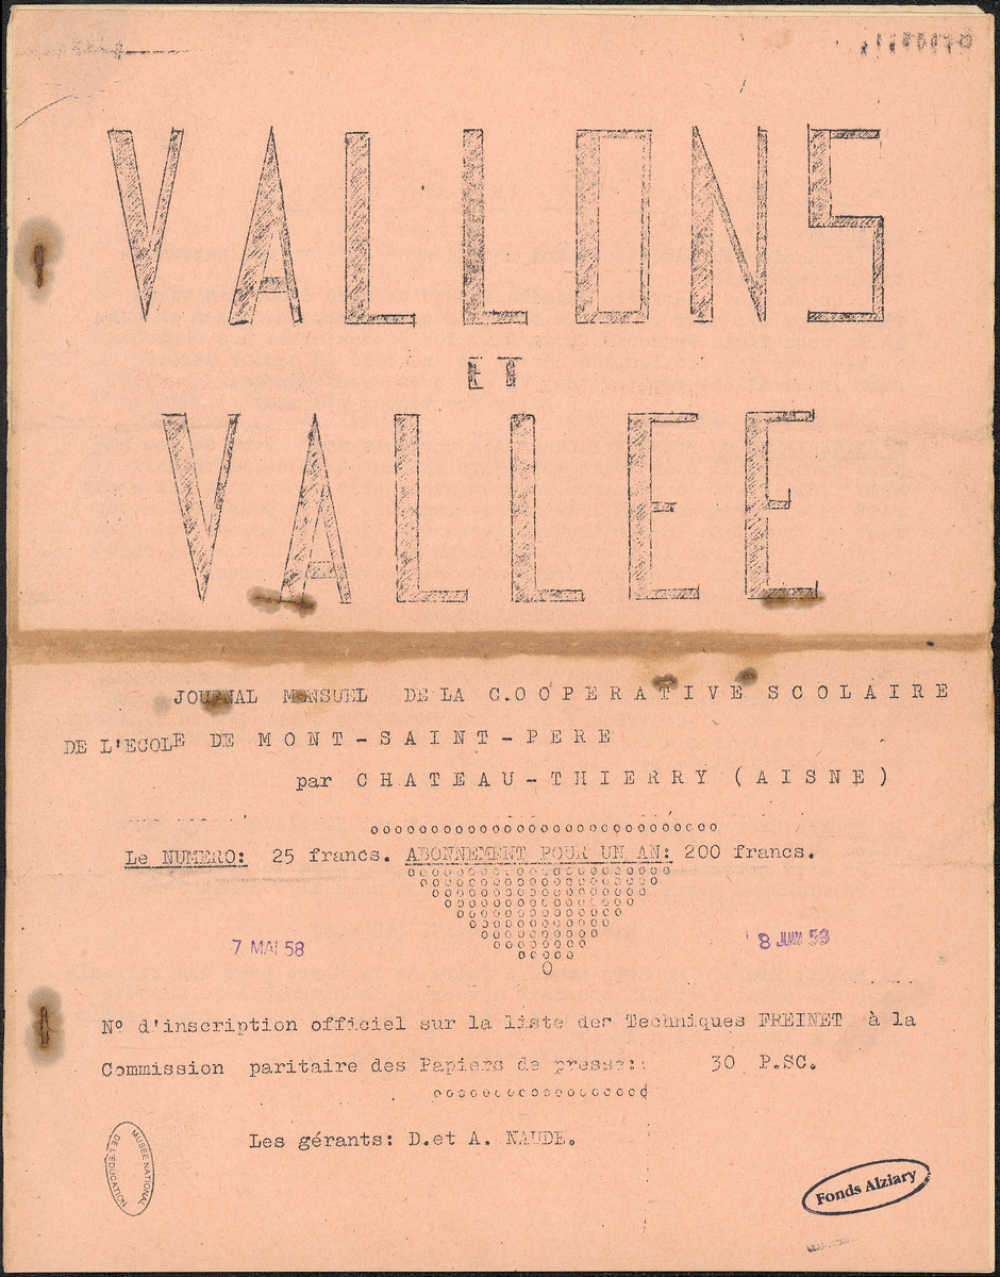 VALLONS
ET
VALLEE
JOURNAL MENSUEL DE LA C.OOPERATIVE SCOLAIRE
DE L'ECOLE DE MONT-SAINT-PERE
par CHATEAU-THIERRY (AISNE)
Le NUMERO: 25 francs. ABONNEMENT POUR UN AN: 200 francs.
7 MAI 58
8 JUIN 58
N° d'inscription officiel sur la liste des Techniques FREINET à la
Commission paritaire des Papiers de presse: 30 P.SC.
Les gérants: D.et A. NAUDE.
MUSÉE NATIONAL
DE L'ÉDUCATION
Fonds Alziary